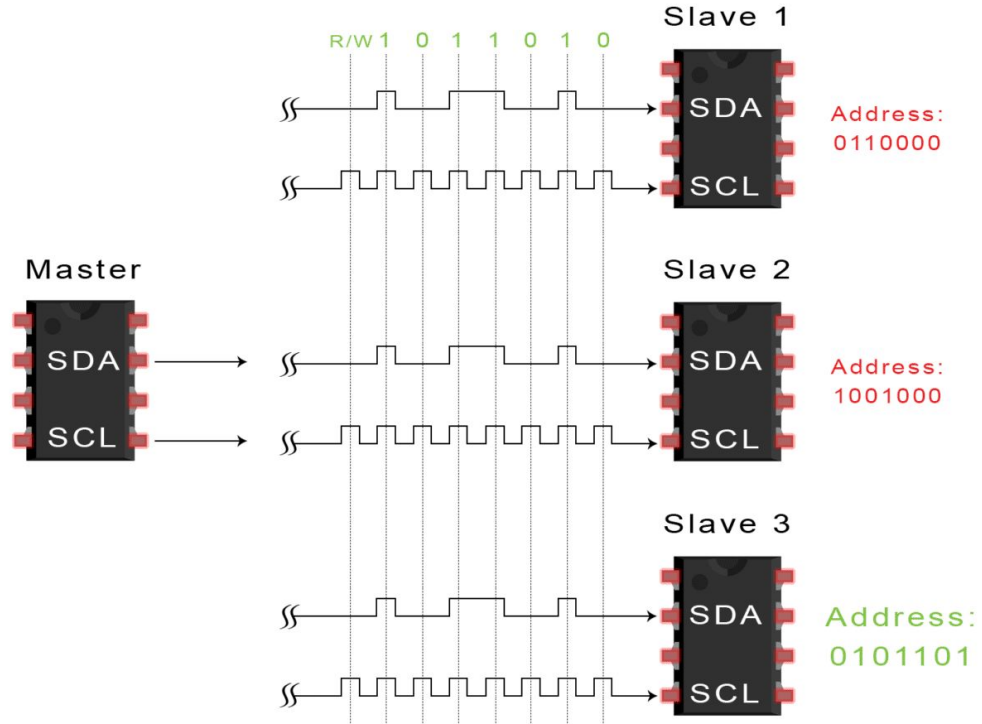 Slave 1
R/W 1 0 1 1 0 1 0
SDA
SCL
Address:
0110000
Master
SDA
SCL
Slave 2
SDA
SCL
Address:
1001000
Slave 3
SDA
SCL
Address:
0101101